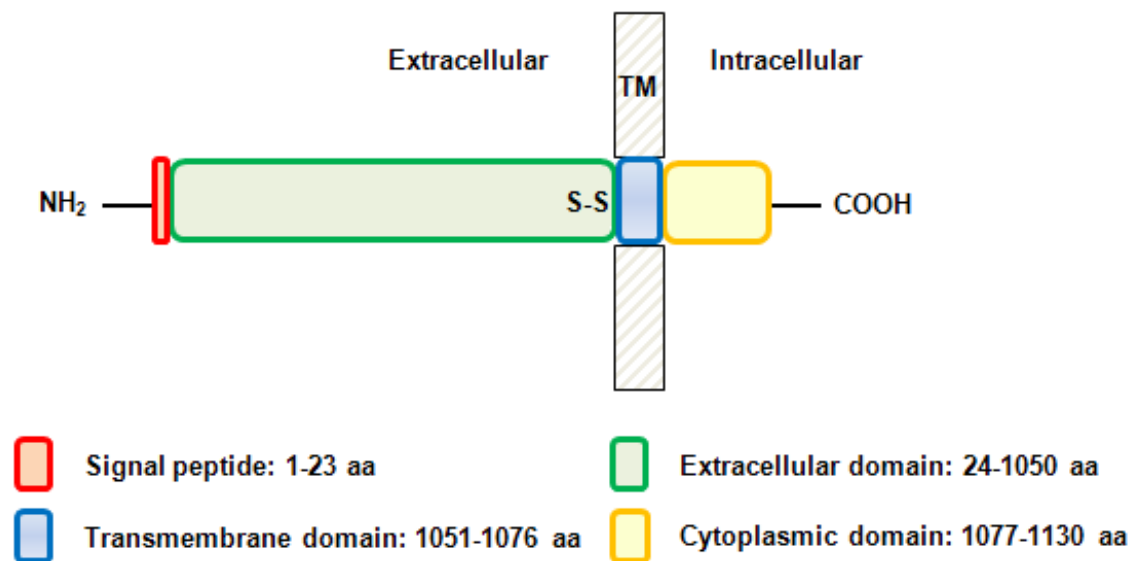 Extracellular
Intracellular
TM
NH₂
S-S
COOH
Signal peptide: 1-23 aa
Extracellular domain: 24-1050 aa
Transmembrane domain: 1051-1076 aa
Cytoplasmic domain: 1077-1130 aa